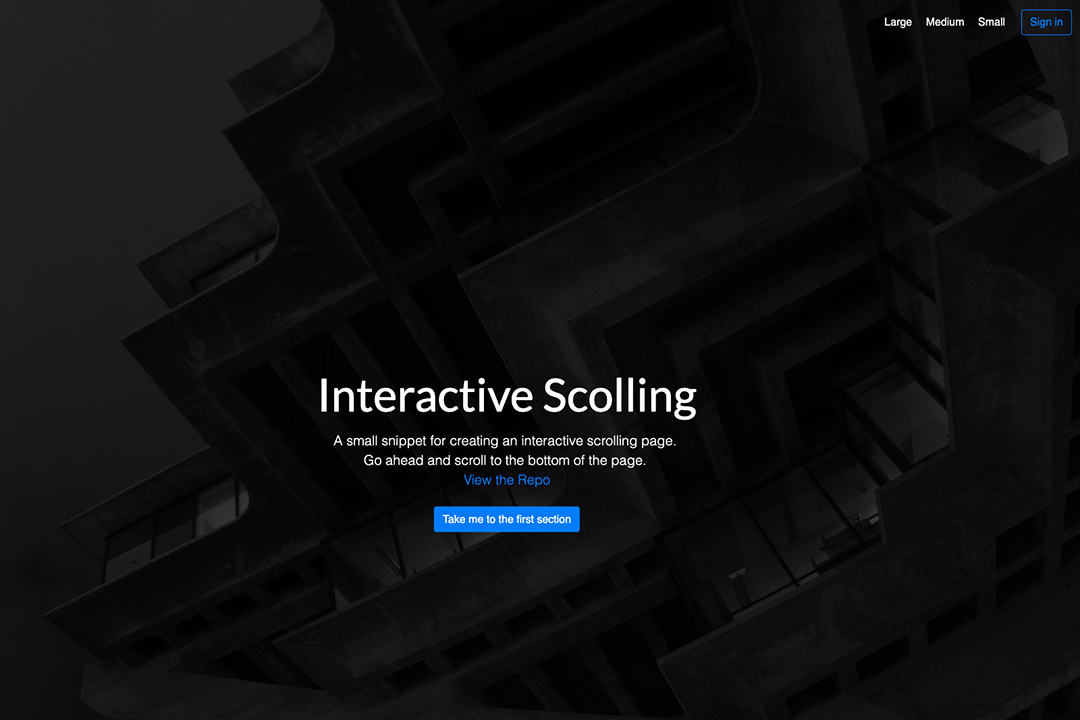 Large Medium Small Sign in
Interactive Scolling
A small snippet for creating an interactive scrolling page.
Go ahead and scroll to the bottom of the page.
View the Repo
Take me to the first section